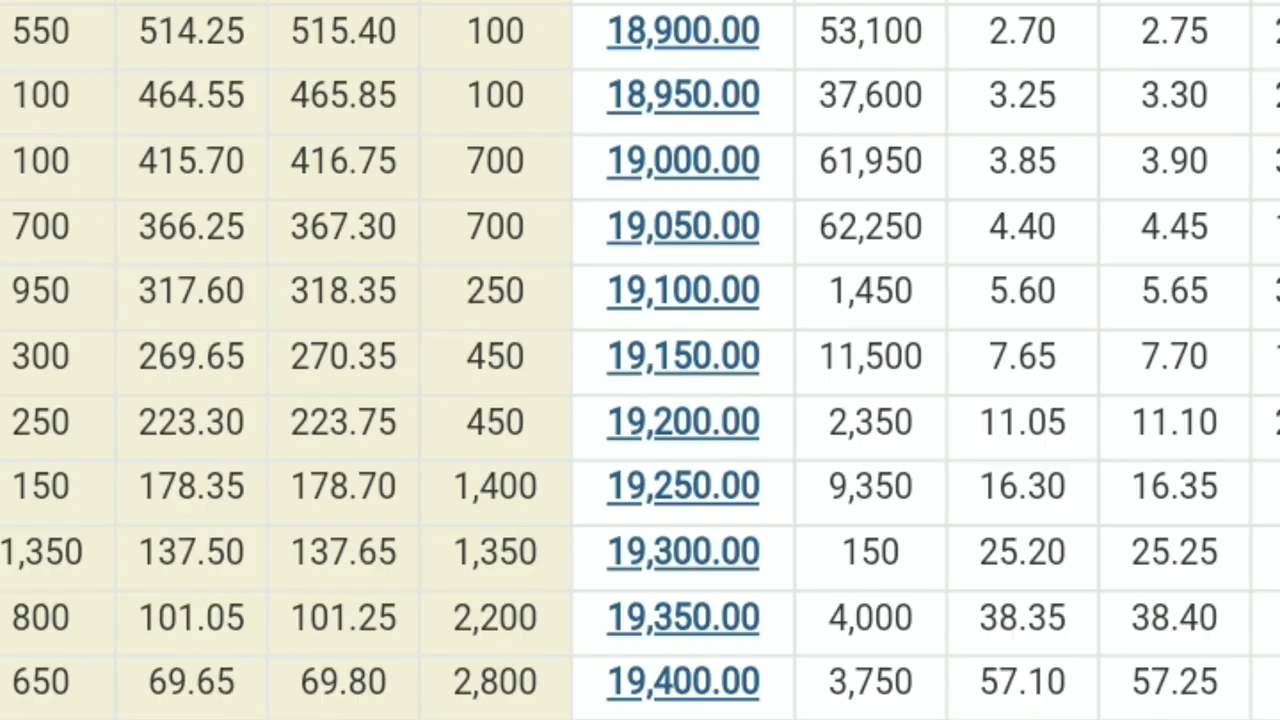 550 514.25 515.40 100 18,900.00 53,100 2.70 2.75
100 464.55 465.85 100 18,950.00 37,600 3.25 3.30
100 415.70 416.75 700 19,000.00 61,950 3.85 3.90
700 366.25 367.30 700 19,050.00 62,250 4.40 4.45
950 317.60 318.35 250 19,100.00 1,450 5.60 5.65
300 269.65 270.35 450 19,150.00 11,500 7.65 7.70
250 223.30 223.75 450 19,200.00 2,350 11.05 11.10
150 178.35 178.70 1,400 19,250.00 9,350 16.30 16.35
1,350 137.50 137.65 1,350 19,300.00 150 25.20 25.25
800 101.05 101.25 2,200 19,350.00 4,000 38.35 38.40
650 69.65 69.80 2,800 19,400.00 3,750 57.10 57.25